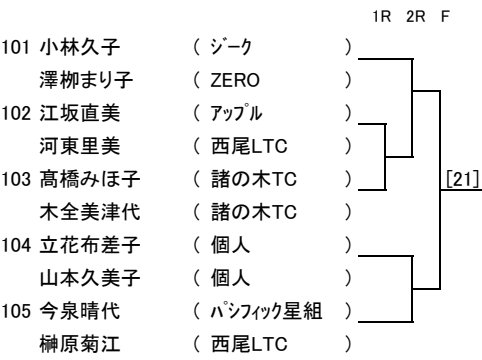 1R 2R F
101 小林久子 ( ジーク )
澤栁まり子 ( ZERO )
102 江坂直美 ( アップル )
河東里美 ( 西尾LTC )
103 髙橋みほ子 ( 諸の木TC )
[21]
木全美津代 ( 諸の木TC )
104 立花布差子 ( 個人 )
山本久美子 ( 個人 )
105 今泉晴代 ( パシフィック星組 )
榊原菊江 ( 西尾LTC )